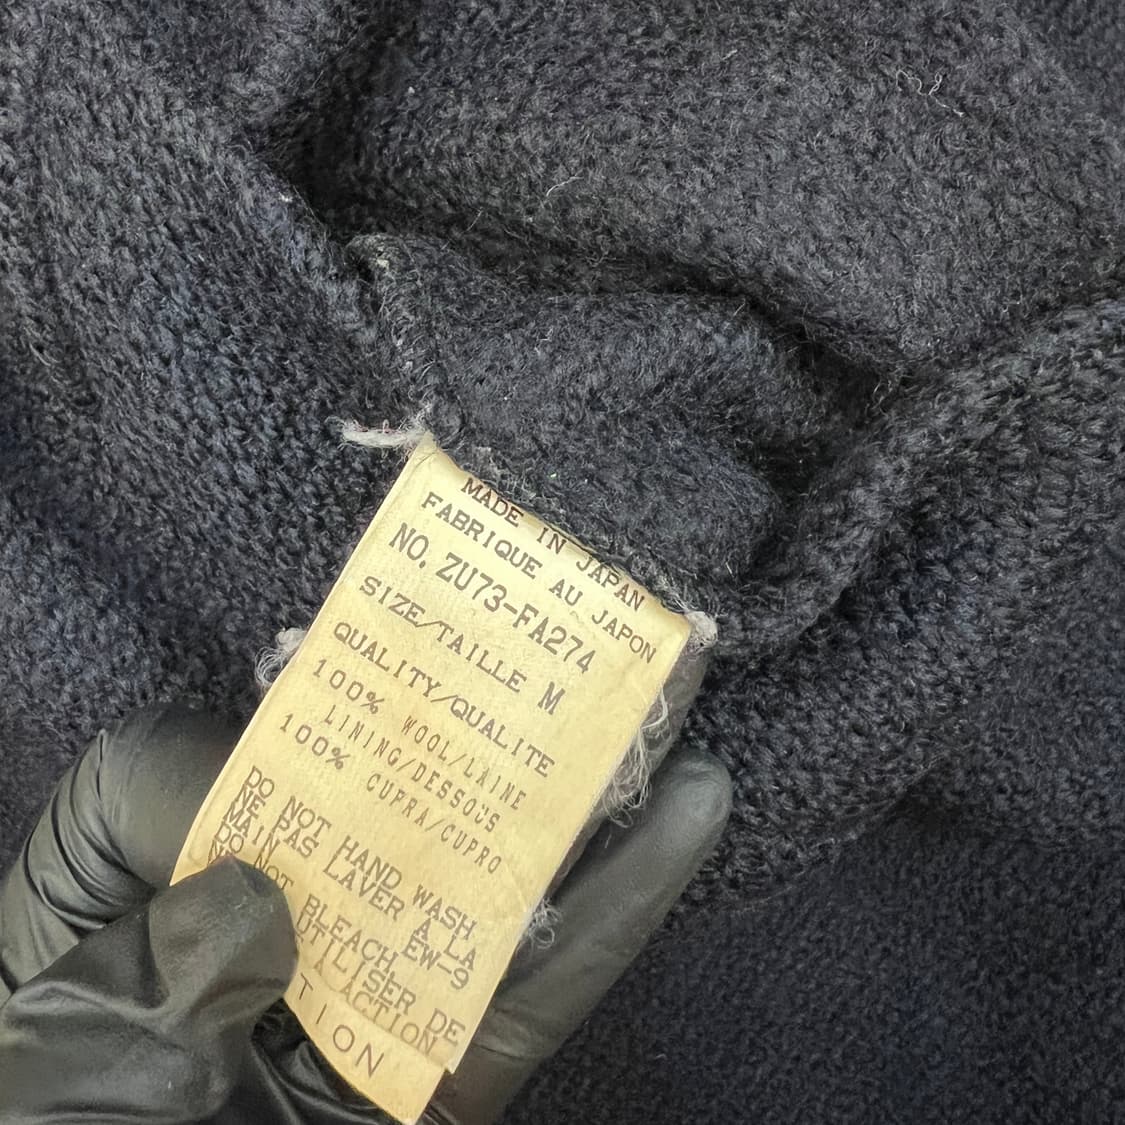 MADE IN JAPAN
FABRIQUE AU JAPON
NO. ZU73-FA274
SIZE/TAILLE M
QUALITY/QUALITE
100% WOOL/LAINE
LINING/DESSOUS
100% CUPRA/CUPRO
DO NOT HAND WASH
NE PAS LAVER A LA
MAIN EW-9
DO NOT BLEACH.
UTILISER DE
ACTION
TION